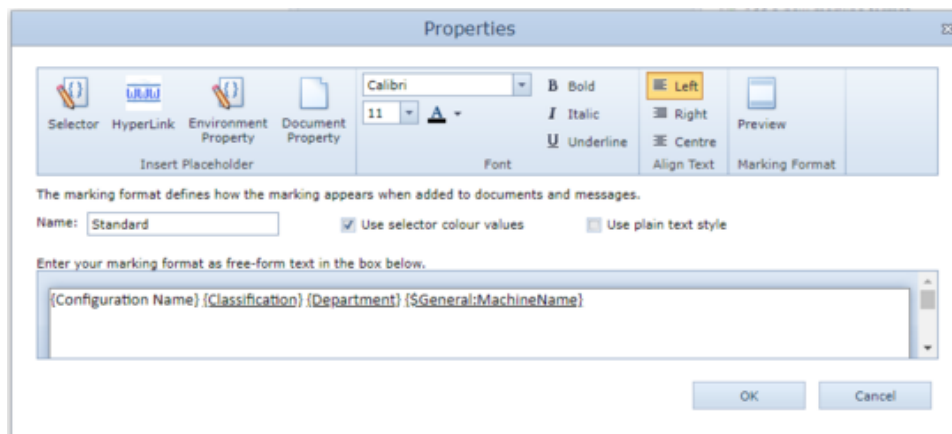 Properties
Calibri
B Bold
Left
11
A
I Italic
Right
Selector HyperLink Environment Property Document Property
Preview
U Underline
Centre
Insert Placeholder
Font
Align Text
Marking Format
The marking format defines how the marking appears when added to documents and messages.
Name: Standard
Use selector colour values
Use plain text style
Enter your marking format as free-form text in the box below.
{Configuration Name} {Classification} {Department} {$General:MachineName}
OK
Cancel